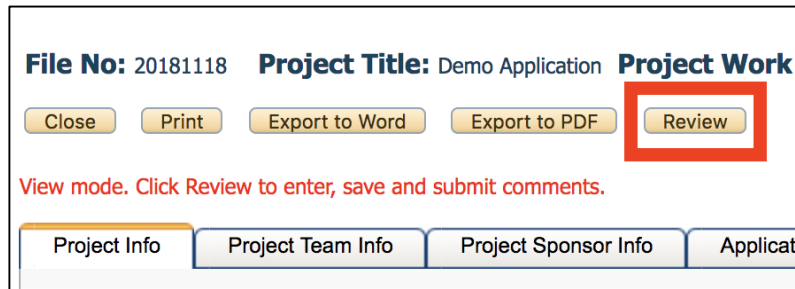 File No: 20181118 Project Title: Demo Application Project Work
Close Print Export to Word Export to PDF Review
View mode. Click Review to enter, save and submit comments.
Project Info Project Team Info Project Sponsor Info Applicat